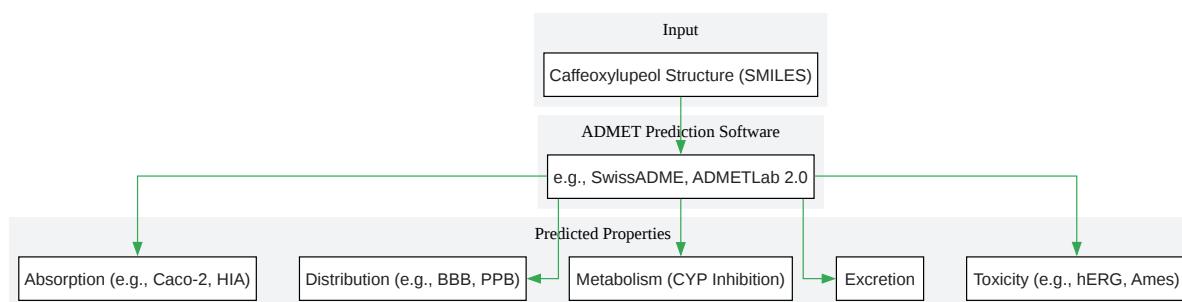 Input
Caffeoxylupeol Structure (SMILES)
ADMET Prediction Software
e.g., SwissADME, ADMETLab 2.0
Predicted Properties
Absorption (e.g., Caco-2, HIA)
Distribution (e.g., BBB, PPB)
Metabolism (CYP Inhibition)
Excretion
Toxicity (e.g., hERG, Ames)